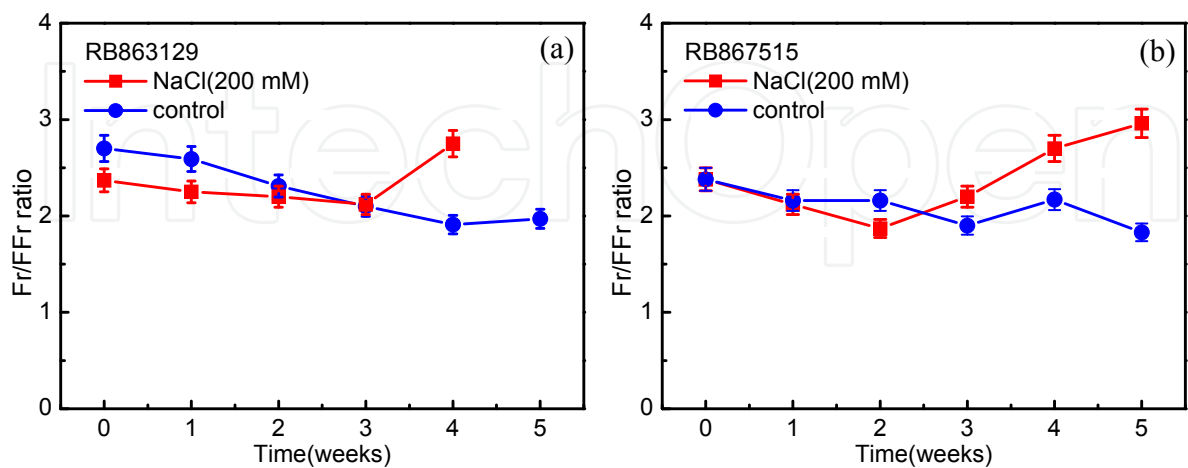 RB863129
(a)
NaCl(200 mM)
control
Fr/FFr ratio
4
3
2
1
0
0 1 2 3 4 5
Time(weeks)
RB867515
(b)
NaCl(200 mM)
control
Fr/FFr ratio
4
3
2
1
0
0 1 2 3 4 5
Time(weeks)
IntechOpen